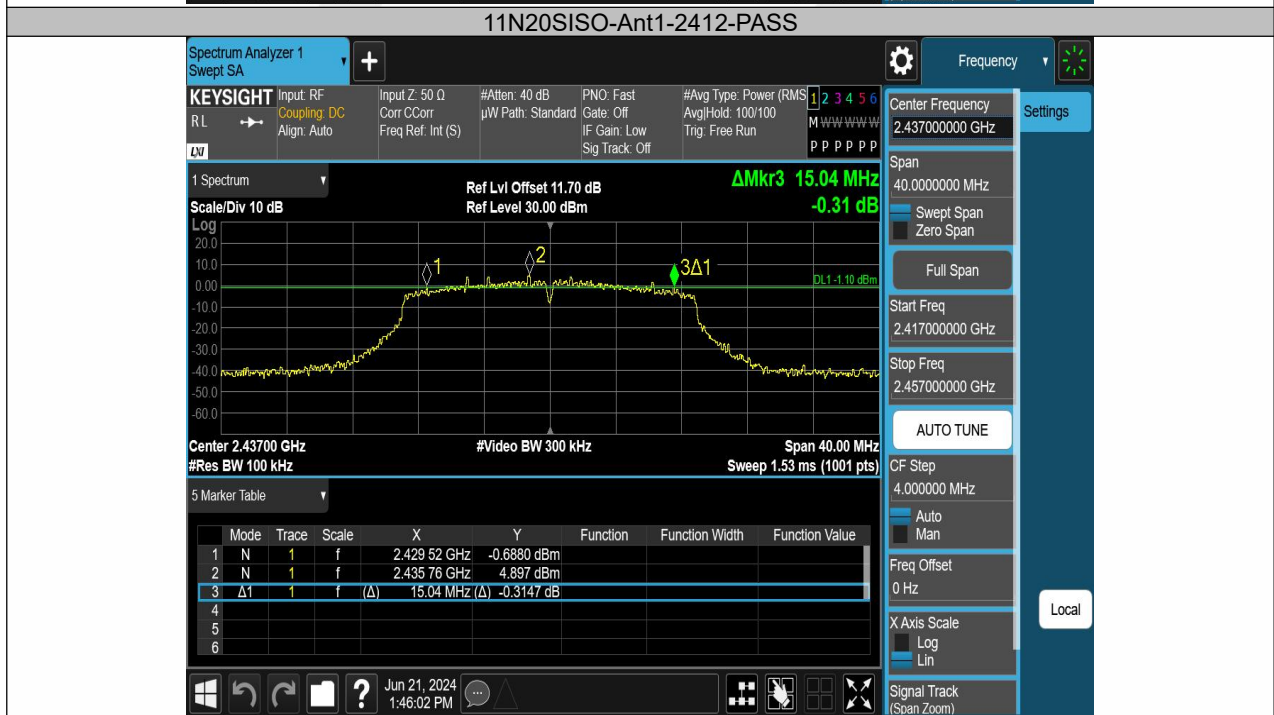 11N20SISO-Ant1-2412-PASS
Spectrum Analyzer 1
Swept SA
+
Frequency
KEYSIGHT
RL
LXI
Input: RF
Coupling: DC
Align: Auto
Input Z: 50 Ω
Corr CCorr
Freq Ref: Int (S)
#Atten: 40 dB
µW Path: Standard
PNO: Fast
Gate: Off
IF Gain: Low
Sig Track: Off
#Avg Type: Power (RMS
Avg|Hold: 100/100
Trig: Free Run
1 2 3 4 5 6
M W W W W W
P P P P P P
1 Spectrum
Scale/Div 10 dB
Ref Lvl Offset 11.70 dB
Ref Level 30.00 dBm
ΔMkr3 15.04 MHz
-0.31 dB
Log
20.0
10.0
0.00
-10.0
-20.0
-30.0
-40.0
-50.0
-60.0
1
2
3Δ1
DL1 -1.10 dBm
Center 2.43700 GHz
#Video BW 300 kHz
Span 40.00 MHz
#Res BW 100 kHz
Sweep 1.53 ms (1001 pts)
5 Marker Table
Mode Trace Scale X Y Function Function Width Function Value
1 N 1 f 2.429 52 GHz -0.6880 dBm
2 N 1 f 2.435 76 GHz 4.897 dBm
3 Δ1 1 f (Δ) 15.04 MHz (Δ) -0.3147 dB
4
5
6
?
Jun 21, 2024
1:46:02 PM
Center Frequency
2.437000000 GHz
Settings
Span
40.0000000 MHz
Swept Span
Zero Span
Full Span
Start Freq
2.417000000 GHz
Stop Freq
2.457000000 GHz
AUTO TUNE
CF Step
4.000000 MHz
Auto
Man
Freq Offset
0 Hz
X Axis Scale
Log
Lin
Local
Signal Track
(Span Zoom)